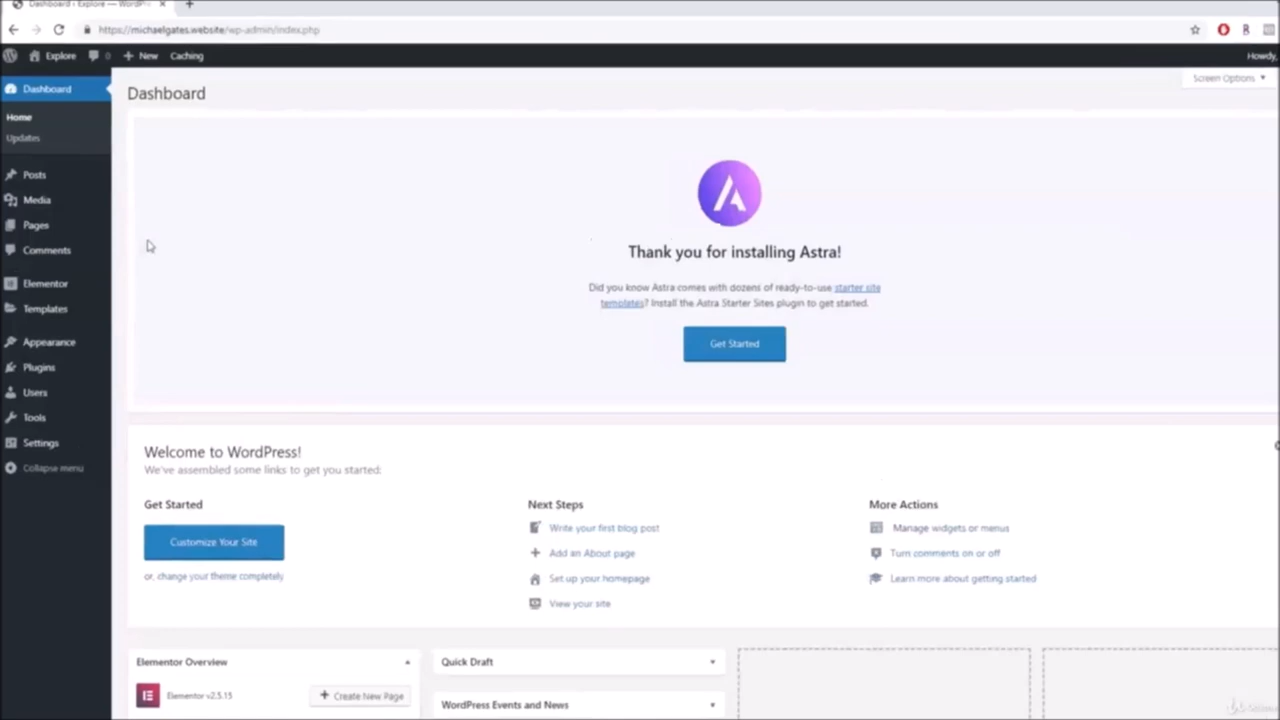 Dashboard ‹ Explore — WordPr
https://michaelgates.website/wp-admin/index.php
Explore 0 New Caching Howdy,
Dashboard
Home
Updates
Posts
Media
Pages
Comments
Elementor
Templates
Appearance
Plugins
Users
Tools
Settings
Collapse menu
Screen Options
Dashboard
Thank you for installing Astra!
Did you know Astra comes with dozens of ready-to-use starter site
templates? Install the Astra Starter Sites plugin to get started.
Get Started
Welcome to WordPress!
We've assembled some links to get you started:
Get Started
Customize Your Site
or, change your theme completely
Next Steps
Write your first blog post
Add an About page
Set up your homepage
View your site
More Actions
Manage widgets or menus
Turn comments on or off
Learn more about getting started
Elementor Overview
Elementor v2.5.15
Create New Page
Quick Draft
WordPress Events and News